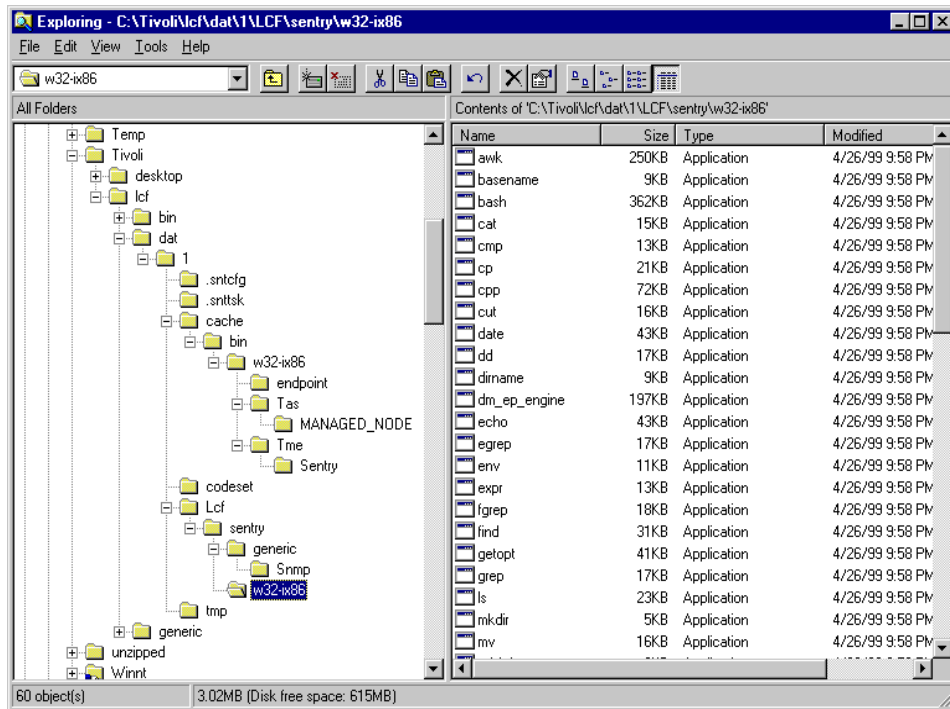 Exploring - C:\Tivoli\lcf\dat\1\LCF\sentry\w32-ix86
File Edit View Tools Help
w32-ix86
All Folders
Contents of 'C:\Tivoli\lcf\dat\1\LCF\sentry\w32-ix86'
Temp
Tivoli
desktop
lcf
bin
dat
1
.sntcfg
.snttsk
cache
bin
w32-ix86
endpoint
Tas
MANAGED_NODE
Tme
Sentry
codeset
Lcf
sentry
generic
Snmp
w32-ix86
tmp
generic
unzipped
Winnt
Name Size Type Modified
awk 250KB Application 4/26/99 9:58 PM
basename 9KB Application 4/26/99 9:58 PM
bash 362KB Application 4/26/99 9:58 PM
cat 15KB Application 4/26/99 9:58 PM
cmp 13KB Application 4/26/99 9:58 PM
cp 21KB Application 4/26/99 9:58 PM
cpp 72KB Application 4/26/99 9:58 PM
cut 16KB Application 4/26/99 9:58 PM
date 43KB Application 4/26/99 9:58 PM
dd 17KB Application 4/26/99 9:58 PM
dirname 9KB Application 4/26/99 9:58 PM
dm_ep_engine 197KB Application 4/26/99 9:58 PM
echo 43KB Application 4/26/99 9:58 PM
egrep 17KB Application 4/26/99 9:58 PM
env 11KB Application 4/26/99 9:58 PM
expr 13KB Application 4/26/99 9:58 PM
fgrep 18KB Application 4/26/99 9:58 PM
find 31KB Application 4/26/99 9:58 PM
getopt 41KB Application 4/26/99 9:58 PM
grep 17KB Application 4/26/99 9:58 PM
ls 23KB Application 4/26/99 9:58 PM
mkdir 5KB Application 4/26/99 9:58 PM
mv 16KB Application 4/26/99 9:58 PM
60 object(s) 3.02MB (Disk free space: 615MB)